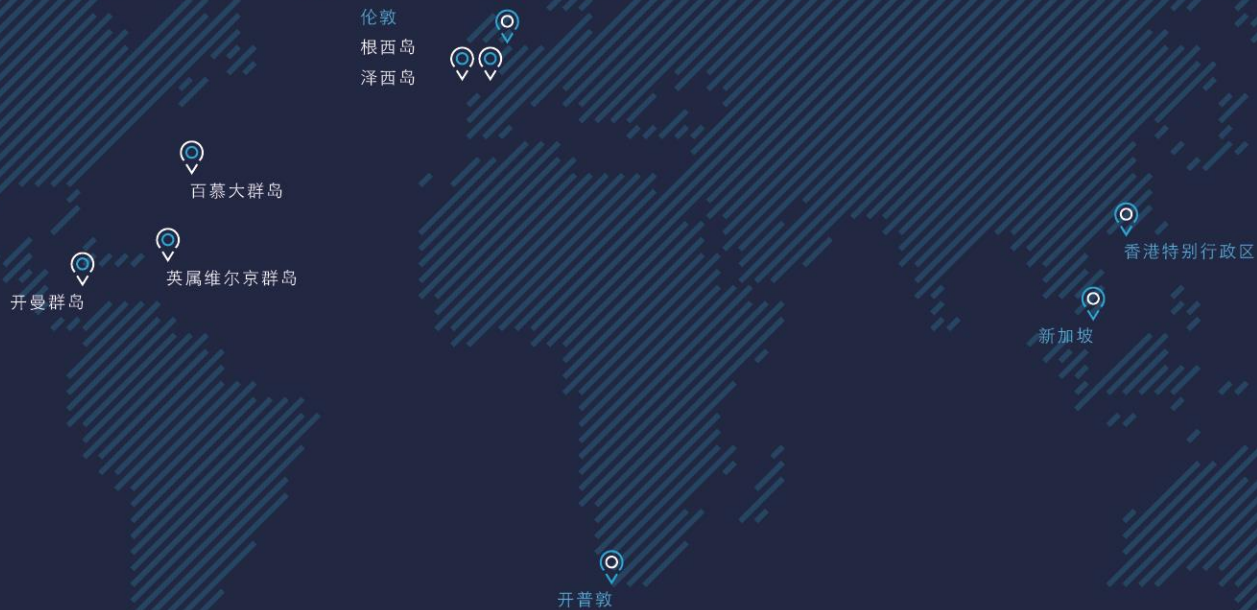 伦敦
根西岛
泽西岛
百慕大群岛
香港特别行政区
英属维尔京群岛
开曼群岛
新加坡
开普敦